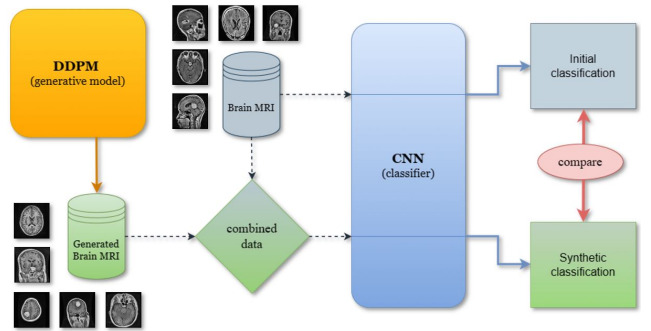 DDPM
(generative model)
Brain MRI
Initial
classification
CNN
(classifier)
compare
Generated
Brain MRI
combined
data
Synthetic
classification